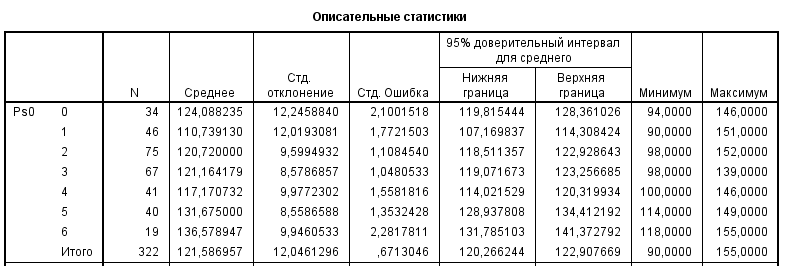 Описательные статистики
95% доверительный интервал для среднего
N Среднее Стд. отклонение Стд. Ошибка Нижняя граница Верхняя граница Минимум Максимум
Ps0 0 34 124,088235 12,2458840 2,1001518 119,815444 128,361026 94,0000 146,0000
1 46 110,739130 12,0193081 1,7721503 107,169837 114,308424 90,0000 151,0000
2 75 120,720000 9,5994932 1,1084540 118,511357 122,928643 98,0000 152,0000
3 67 121,164179 8,5786857 1,0480533 119,071673 123,256685 98,0000 139,0000
4 41 117,170732 9,9772302 1,5581816 114,021529 120,319934 100,0000 146,0000
5 40 131,675000 8,5586588 1,3532428 128,937808 134,412192 114,0000 149,0000
6 19 136,578947 9,9460533 2,2817811 131,785103 141,372792 118,0000 155,0000
Итого 322 121,586957 12,0461296 ,6713046 120,266244 122,907669 90,0000 155,0000